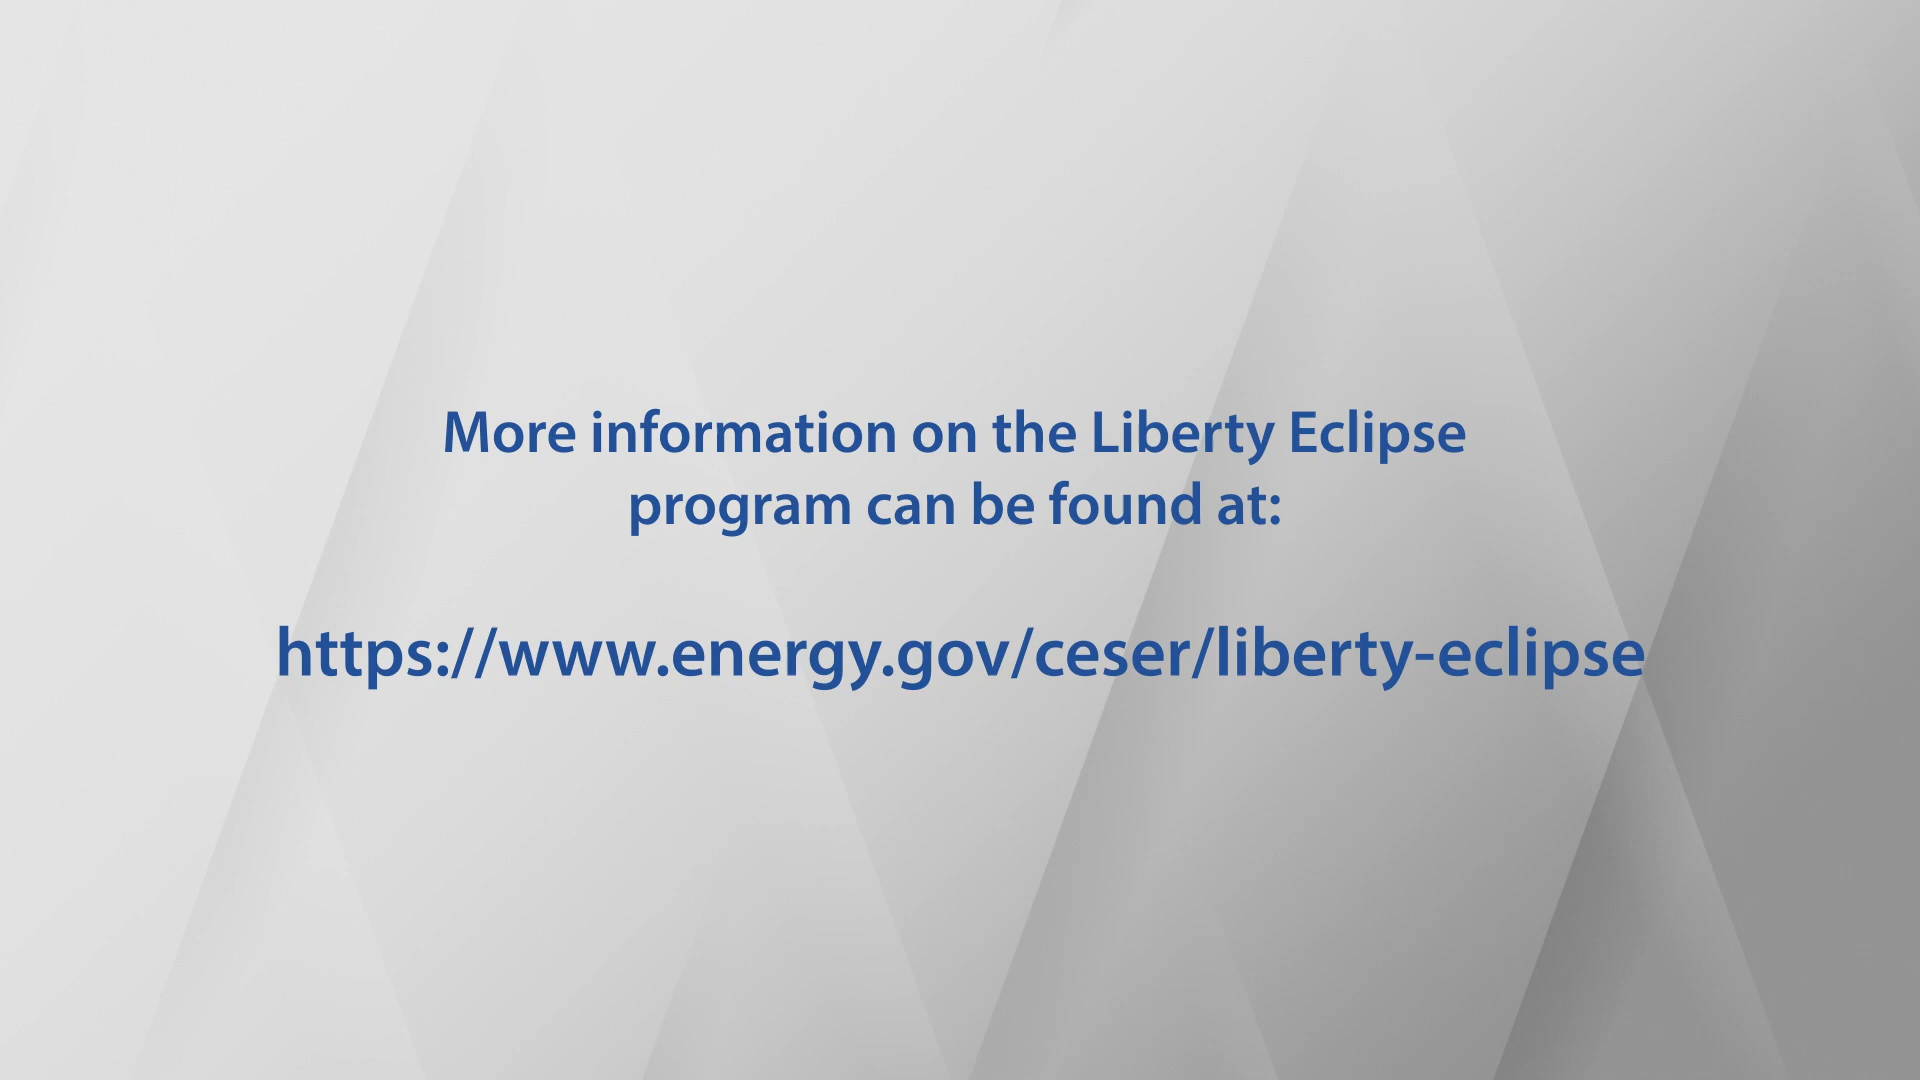 More information on the Liberty Eclipse
program can be found at:
https://www.energy.gov/ceser/liberty-eclipse